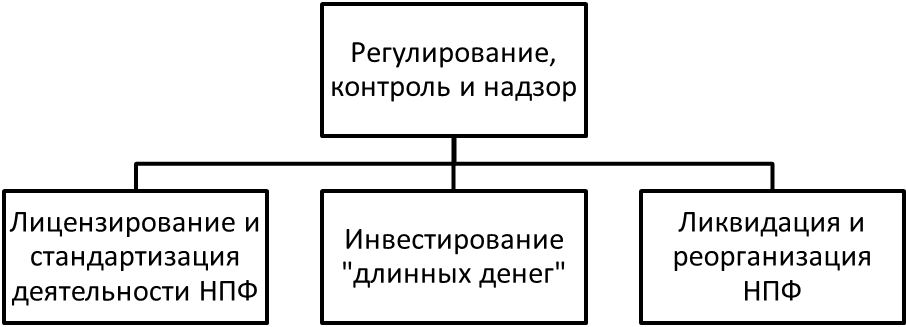 Регулирование,
контроль и надзор
Лицензирование и
стандартизация
деятельности НПФ
Инвестирование
"длинных денег"
Ликвидация и
реорганизация
НПФ